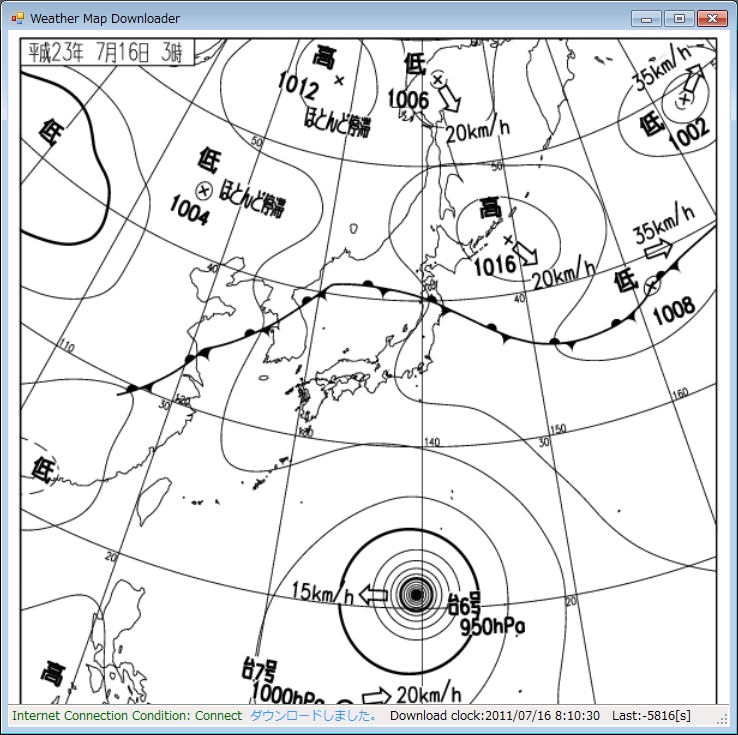 Weather Map Downloader
平成23年 7月16日 3時
高
1012
ほとんど停滞
低
1006
20km/h
35km/h
低
1002
低
50
低
1004
ほとんど停滞
50
高
1016
20km/h
35km/h
低
1008
40
40
110
30
120
130
140
30
150
160
低
20
15km/h
台6号
950hPa
20
高
台7号
1000hPa
20km/h
Internet Connection Condition: Connect ダウンロードしました。 Download clock:2011/07/16 8:10:30 Last:-5816[s]